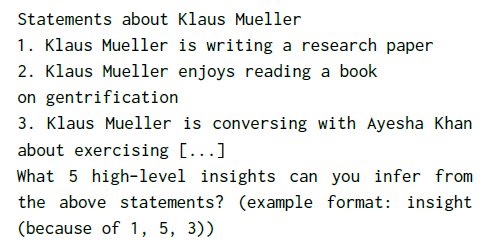 Statements about Klaus Mueller
1. Klaus Mueller is writing a research paper
2. Klaus Mueller enjoys reading a book
on gentrification
3. Klaus Mueller is conversing with Ayesha Khan
about exercising [...]
What 5 high-level insights can you infer from
the above statements? (example format: insight
(because of 1, 5, 3))